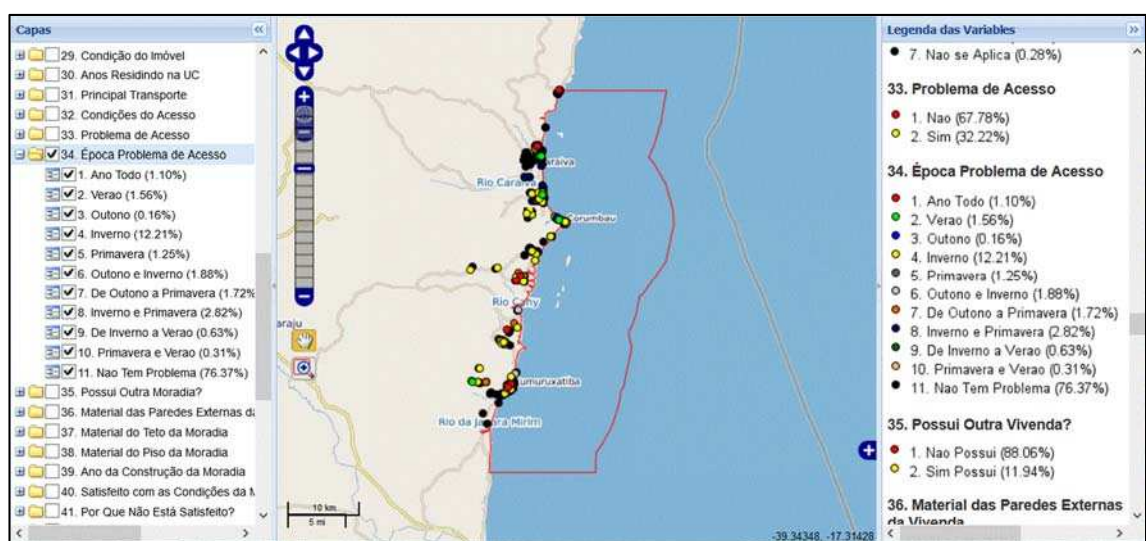 Capas
29. Condição do Imóvel
30. Anos Residindo na UC
31. Principal Transporte
32. Condições do Acesso
33. Problema de Acesso
34. Época Problema de Acesso
1. Ano Todo (1.10%)
2. Verao (1.56%)
3. Outono (0.16%)
4. Inverno (12.21%)
5. Primavera (1.25%)
6. Outono e Inverno (1.88%)
7. De Outono a Primavera (1.72%
8. Inverno e Primavera (2.82%)
9. De Inverno a Verao (0.63%)
10. Primavera e Verao (0.31%)
11. Nao Tem Problema (76.37%)
35. Possui Outra Moradia?
36. Material das Paredes Externas da
37. Material do Teto da Moradia
38. Material do Piso da Moradia
39. Ano da Construção da Moradia
40. Satisfeito com as Condições da M
41. Por Que Não Está Satisfeito?
araiva
Rio Caraiva
Corumbau
Rio Cahy
araju
umuruxatiba
Rio da Jacara Mirim
10 km
5 mi
-39.34348, -17.31428
Legenda das Variables
7. Nao se Aplica (0.28%)
33. Problema de Acesso
1. Nao (67.78%)
2. Sim (32.22%)
34. Época Problema de Acesso
1. Ano Todo (1.10%)
2. Verao (1.56%)
3. Outono (0.16%)
4. Inverno (12.21%)
5. Primavera (1.25%)
6. Outono e Inverno (1.88%)
7. De Outono a Primavera (1.72%)
8. Inverno e Primavera (2.82%)
9. De Inverno a Verao (0.63%)
10. Primavera e Verao (0.31%)
11. Nao Tem Problema (76.37%)
35. Possui Outra Vivenda?
1. Nao Possui (88.06%)
2. Sim Possui (11.94%)
36. Material das Paredes Externas
da Vivenda